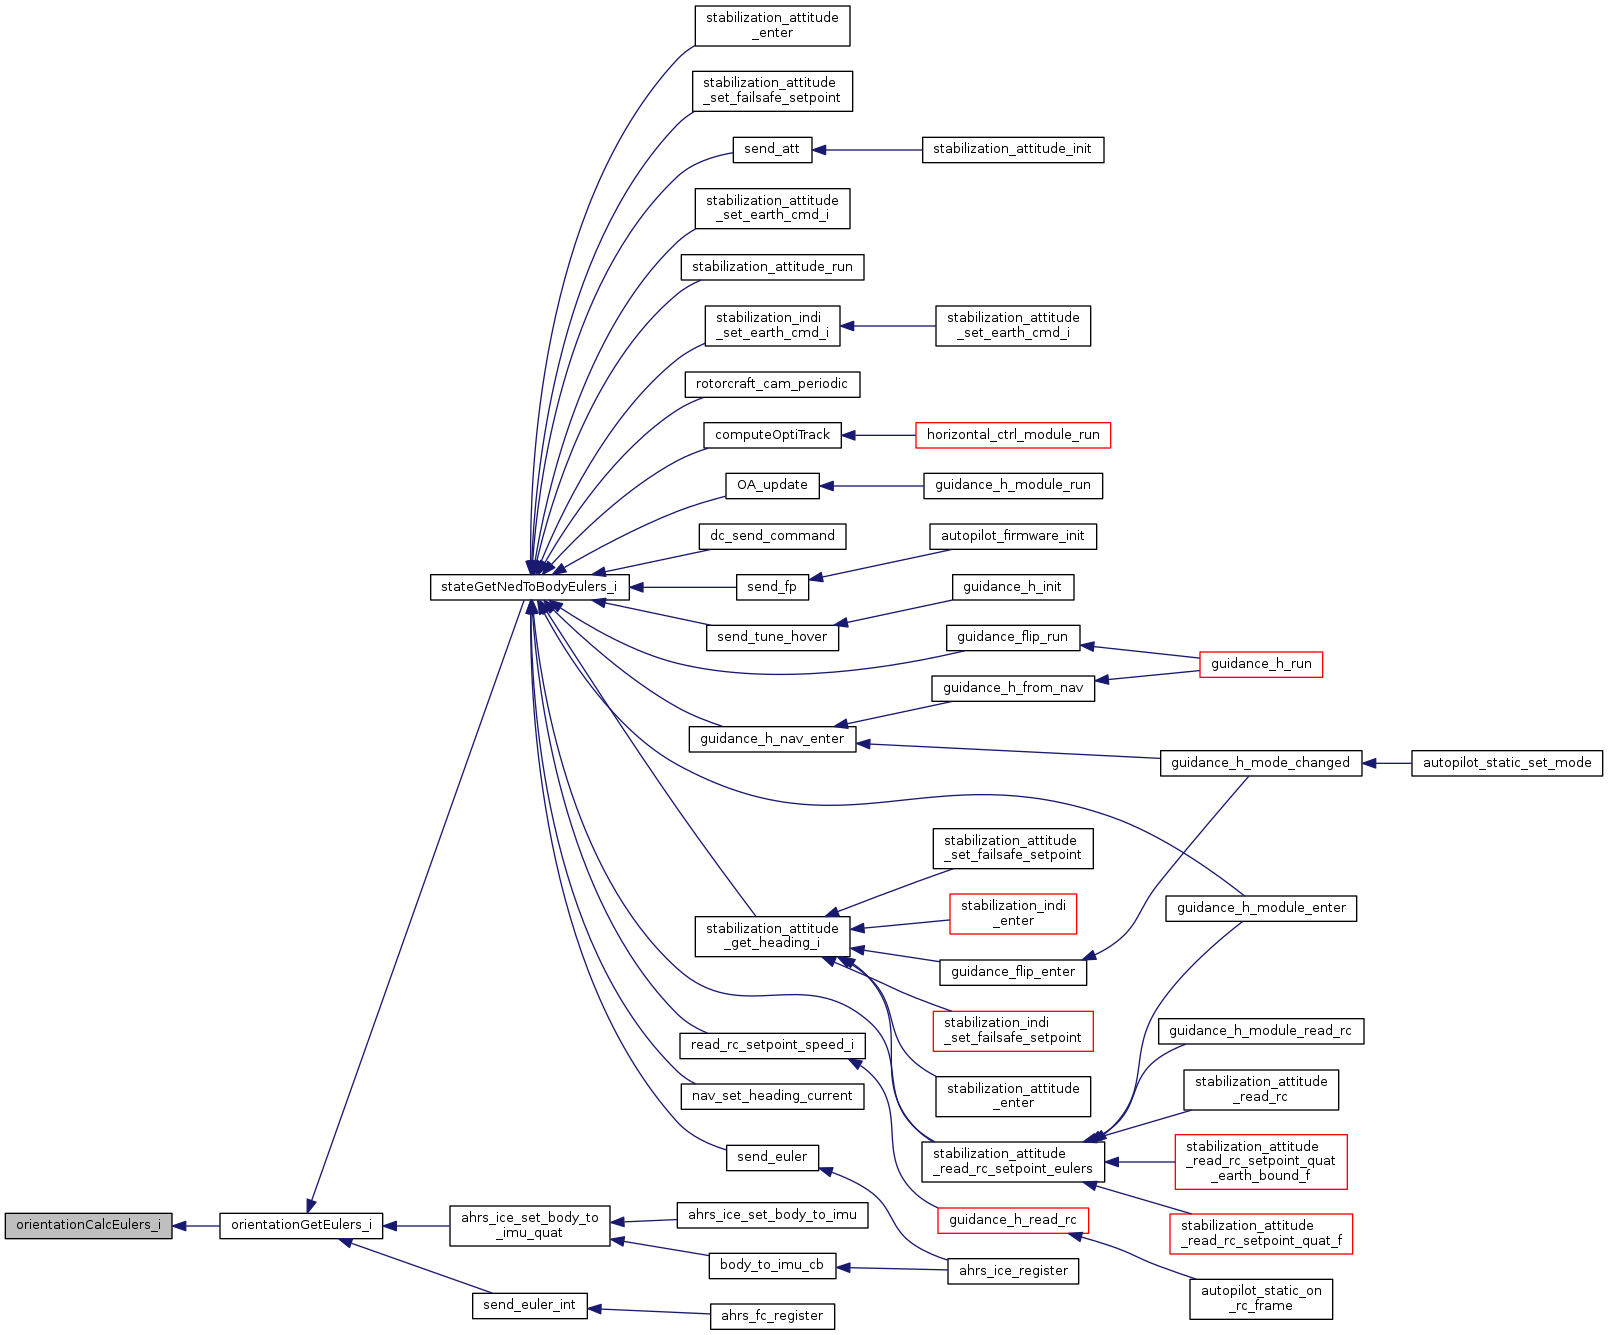 stabilization_attitude
_enter
stabilization_attitude
_set_failsafe_setpoint
send_att
stabilization_attitude_init
stabilization_attitude
_set_earth_cmd_i
stabilization_attitude_run
stabilization_indi
_set_earth_cmd_i
stabilization_attitude
_set_earth_cmd_i
rotorcraft_cam_periodic
computeOptiTrack
horizontal_ctrl_module_run
OA_update
guidance_h_module_run
dc_send_command
autopilot_firmware_init
stateGetNedToBodyEulers_i
send_fp
guidance_h_init
send_tune_hover
guidance_flip_run
guidance_h_run
guidance_h_from_nav
guidance_h_nav_enter
guidance_h_mode_changed
autopilot_static_set_mode
stabilization_attitude
_set_failsafe_setpoint
stabilization_indi
_enter
guidance_h_module_enter
stabilization_attitude
_get_heading_i
guidance_flip_enter
stabilization_indi
_set_failsafe_setpoint
guidance_h_module_read_rc
read_rc_setpoint_speed_i
stabilization_attitude
_read_rc
nav_set_heading_current
stabilization_attitude
_enter
send_euler
stabilization_attitude
_read_rc_setpoint_eulers
stabilization_attitude
_read_rc_setpoint_quat
_earth_bound_f
orientationCalcEulers_i
orientationGetEulers_i
ahrs_ice_set_body_to
_imu_quat
ahrs_ice_set_body_to_imu
guidance_h_read_rc
stabilization_attitude
_read_rc_setpoint_quat_f
body_to_imu_cb
ahrs_ice_register
send_euler_int
ahrs_fc_register
autopilot_static_on
_rc_frame